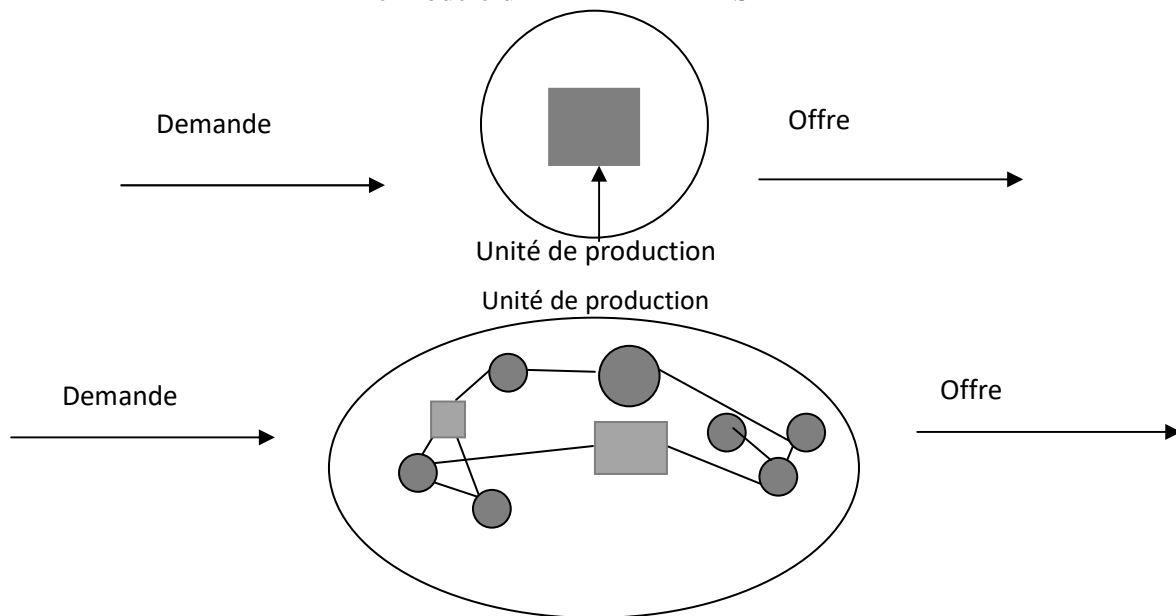 Demande
Offre
Unité de production
Unité de production
Demande
Offre